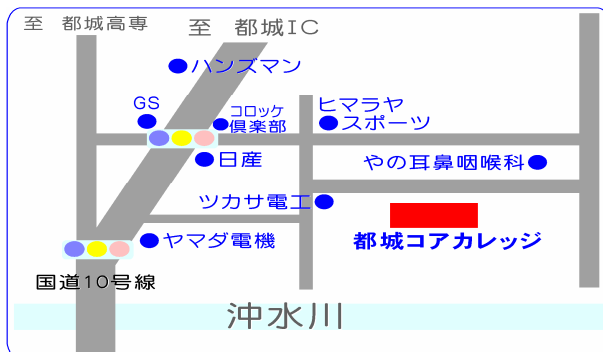 至 都城高専
至 都城IC
ハンズマン
GS
コロッケ
倶楽部
ヒマラヤ
スポーツ
日産
やの耳鼻咽喉科
ツカサ電工
ヤマダ電機
都城コアカレッジ
国道10号線
沖水川